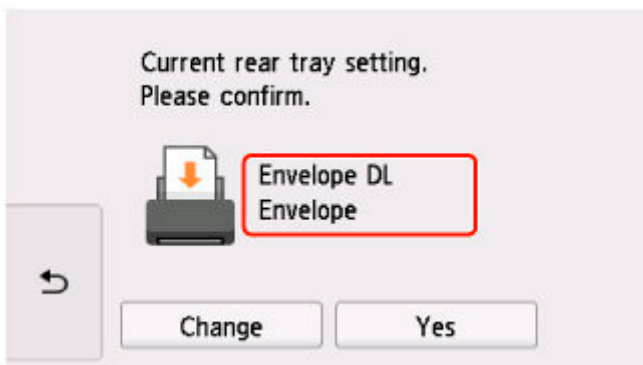 Current rear tray setting.
Please confirm.
Envelope DL
Envelope
Change
Yes